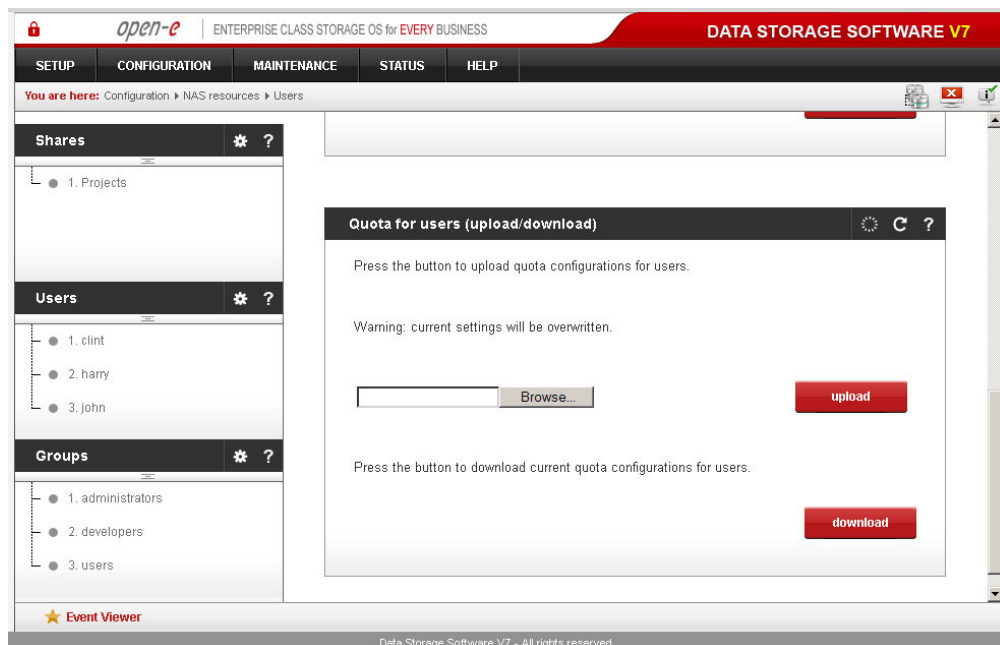 open-e ENTERPRISE CLASS STORAGE OS for EVERY BUSINESS DATA STORAGE SOFTWARE V7
SETUP CONFIGURATION MAINTENANCE STATUS HELP
You are here: Configuration NAS resources Users
Shares ?
1. Projects
Users ?
1. clint
2. harry
3. john
Groups ?
1. administrators
2. developers
3. users
Quota for users (upload/download) ?
Press the button to upload quota configurations for users.
Warning: current settings will be overwritten.
Browse... upload
Press the button to download current quota configurations for users.
download
Event Viewer
Data Storage Software V7 - All rights reserved